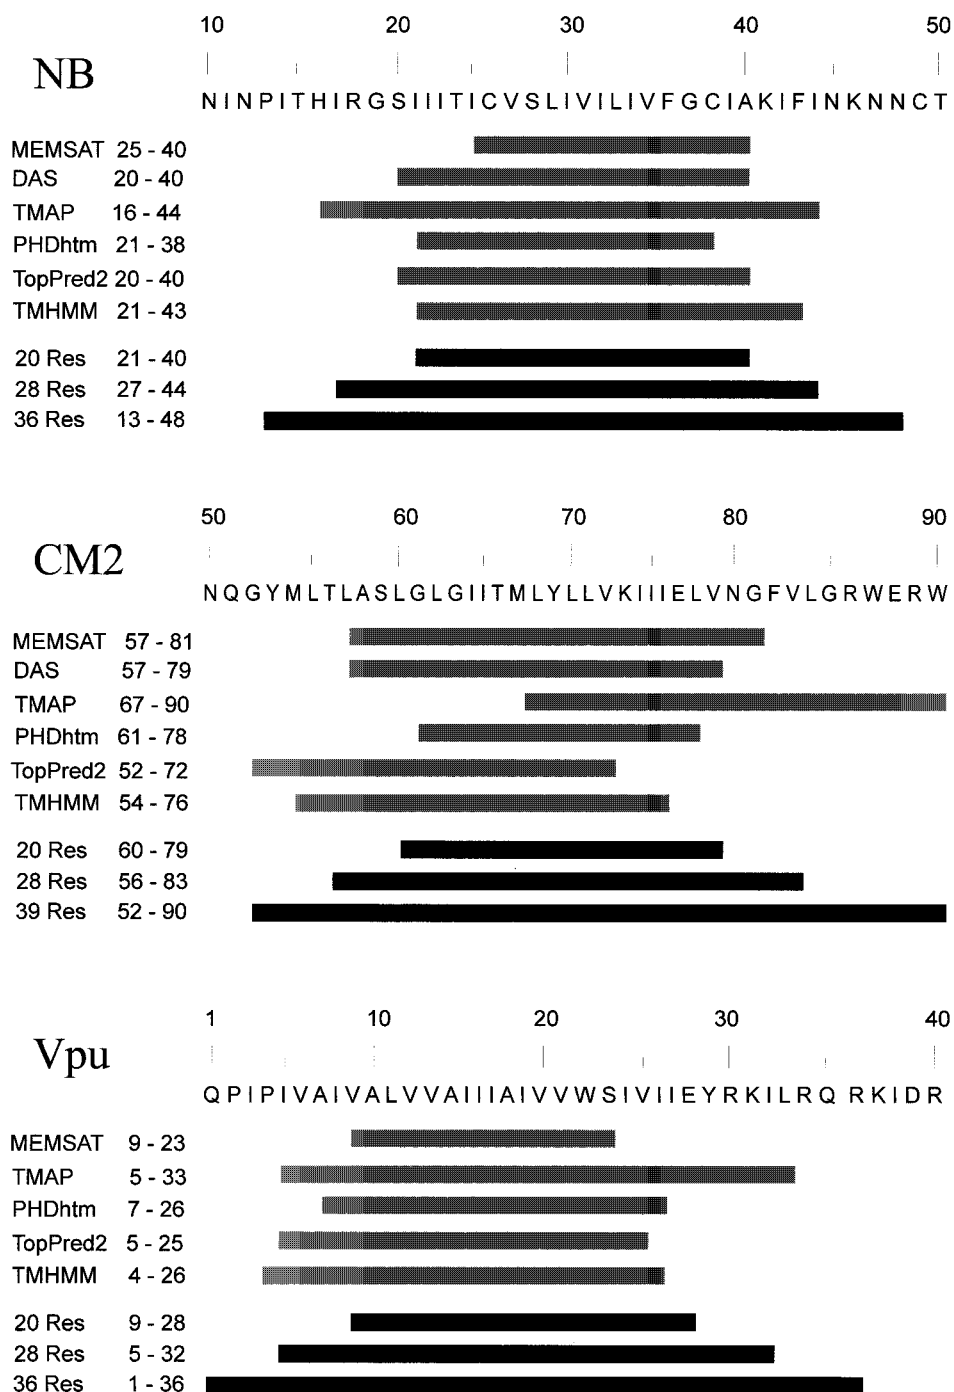 10 20 30 40 50
NB
NINPITHIRGSIIITICVSLIVILIVFGCIAKIFINKNNCT
MEMSAT 25 - 40
DAS 20 - 40
TMAP 16 - 44
PHDhtm 21 - 38
TopPred2 20 - 40
TMHMM 21 - 43
20 Res 21 - 40
28 Res 27 - 44
36 Res 13 - 48
50 60 70 80 90
CM2
NQGYMLTLASLGLGIITMLYLLVKIIIELVNGFVLGRWERW
MEMSAT 57 - 81
DAS 57 - 79
TMAP 67 - 90
PHDhtm 61 - 78
TopPred2 52 - 72
TMHMM 54 - 76
20 Res 60 - 79
28 Res 56 - 83
39 Res 52 - 90
1 10 20 30 40
Vpu
QPIPIVAIVALVVAIIIAIVVWSIVIIEYRKILRQRKIDR
MEMSAT 9 - 23
TMAP 5 - 33
PHDhtm 7 - 26
TopPred2 5 - 25
TMHMM 4 - 26
20 Res 9 - 28
28 Res 5 - 32
36 Res 1 - 36